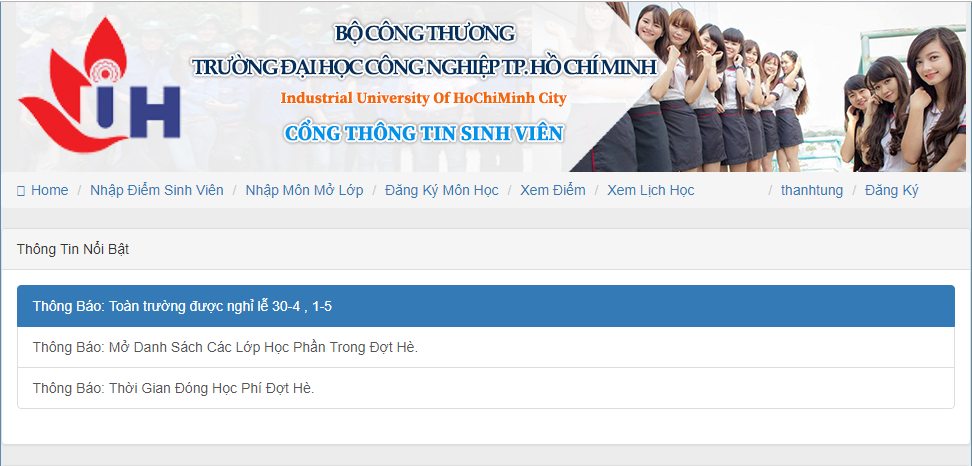 BỘ CÔNG THƯƠNG
TRƯỜNG ĐẠI HỌC CÔNG NGHIỆP TP. HỒ CHÍ MINH
Industrial University Of HoChiMinh City
CỔNG THÔNG TIN SINH VIÊN
IUH
Home / Nhập Điểm Sinh Viên / Nhập Môn Mở Lớp / Đăng Ký Môn Học / Xem Điểm / Xem Lịch Học / thanhtung / Đăng Ký
Thông Tin Nổi Bật
Thông Báo: Toàn trường được nghỉ lễ 30-4 , 1-5
Thông Báo: Mở Danh Sách Các Lớp Học Phần Trong Đợt Hè.
Thông Báo: Thời Gian Đóng Học Phí Đợt Hè.